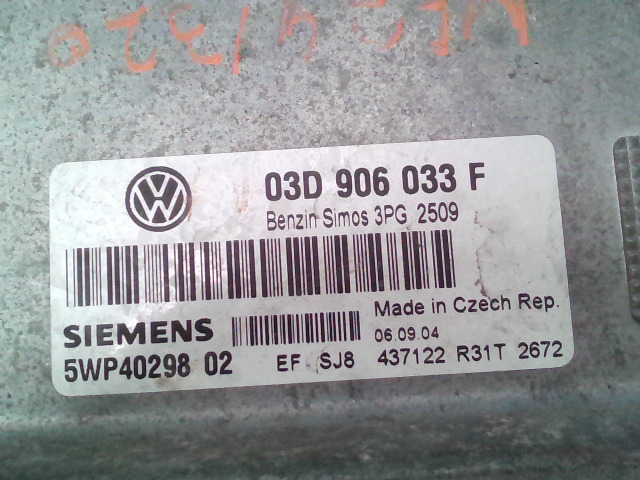 03D 906 033 F
Benzin Simos 3PG 2509
Made in Czech Rep.
SIEMENS
06.09.04
5WP40298 02
EF SJ8 437122 R31T 2672